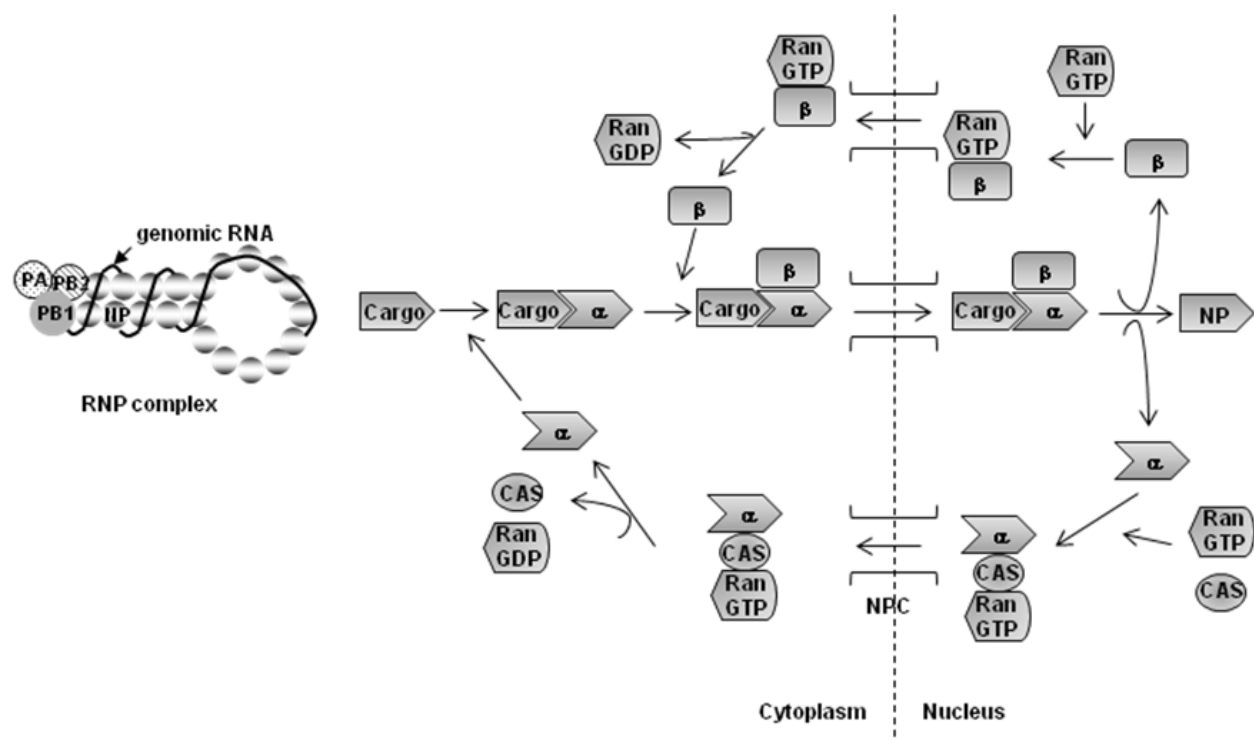 Ran
GTP
β
Ran
GTP
Ran
GDP
Ran
GTP
β
β
β
genomic RNA
PA
PB2
PB1
NP
RNP complex
Cargo
Cargo
α
β
Cargo
α
β
Cargo
α
NP
α
α
CAS
Ran
GDP
α
CAS
Ran
GTP
α
CAS
Ran
GTP
Ran
GTP
CAS
NPC
Cytoplasm
Nucleus